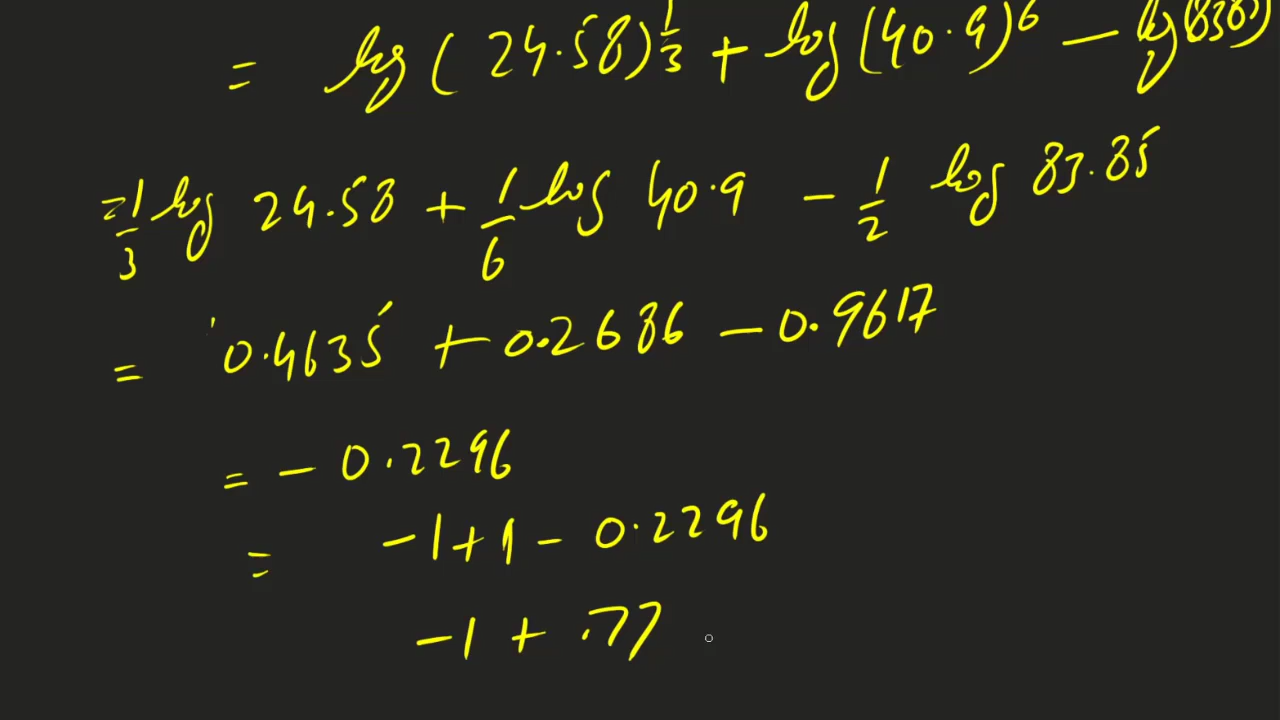 = log (24.58)^1/3 + log (40.9)^6 − log(838
= 1/3 log 24.58 + 1/6 log 40.9 − 1/2 log 83.85
= 0.4635 + 0.2686 − 0.9617
= − 0.2296
= −1 + 1 − 0.2296
−1 + .77